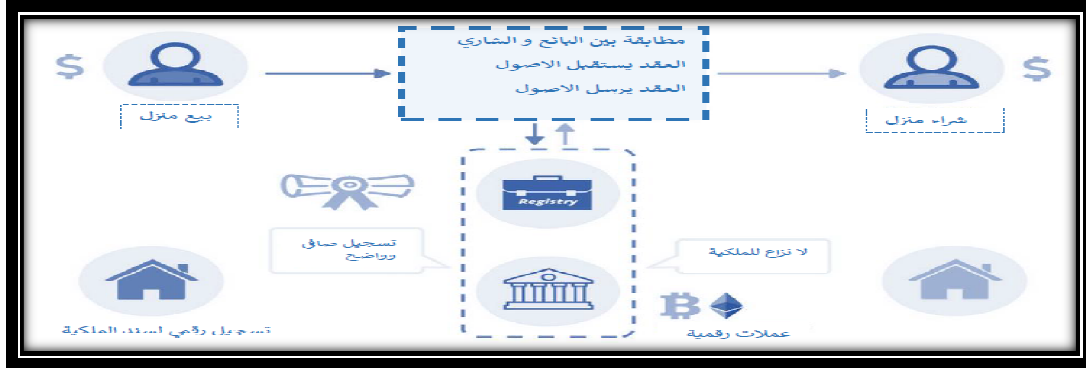 مطابقة بين البائع و الشاري
العقد يستقبل الاصول
العقد يرسل الاصول
$
$
بيع منزل
شراء منزل
Registry
تسجيل صافي
وواضح
لا نزاع للملكية
تسجيل رقمي لسند الملكية
عملات رقمية